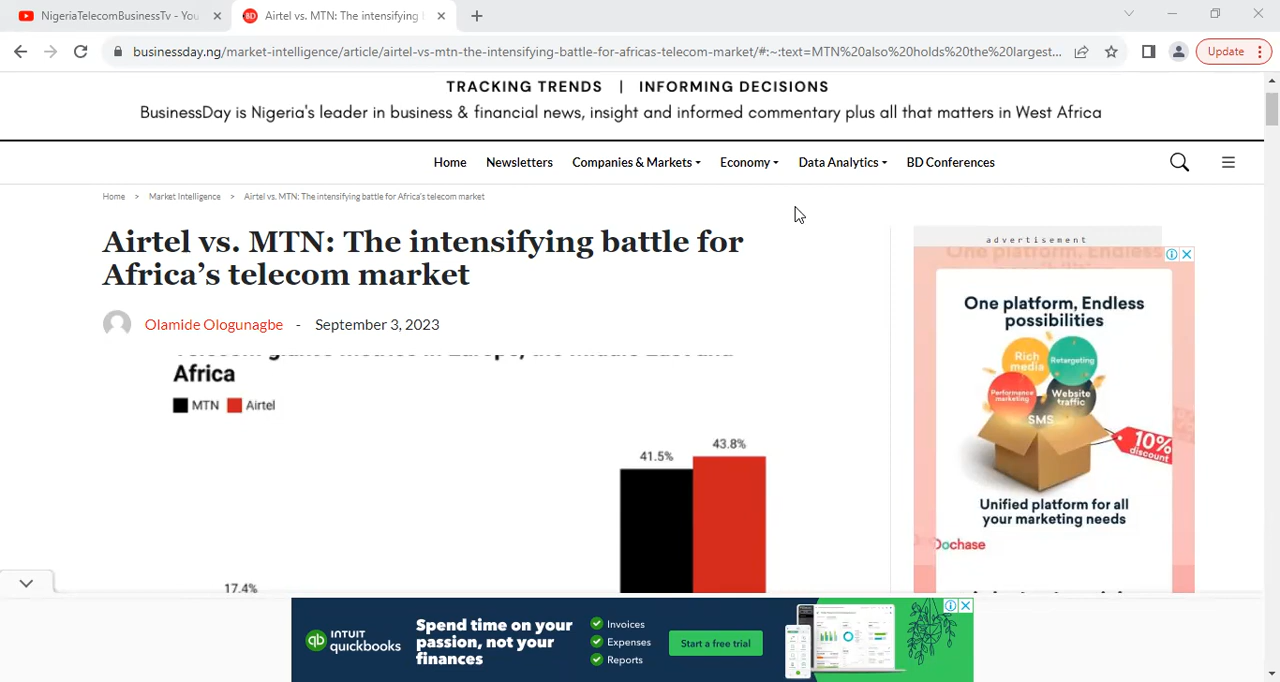 NigeriaTelecomBusinessTv - You
Airtel vs. MTN: The intensifying
businessday.ng/market-intelligence/article/airtel-vs-mtn-the-intensifying-battle-for-africas-telecom-market/#:~:text=MTN%20also%20holds%20the%20largest...
Update
TRACKING TRENDS | INFORMING DECISIONS
BusinessDay is Nigeria's leader in business & financial news, insight and informed commentary plus all that matters in West Africa
Home Newsletters Companies & Markets Economy Data Analytics BD Conferences
Home > Market Intelligence > Airtel vs. MTN: The intensifying battle for Africa's telecom market
Airtel vs. MTN: The intensifying battle for
Africa's telecom market
Olamide Ologunagbe - September 3, 2023
Africa
MTN Airtel
43.8%
41.5%
17.4%
advertisement
One platform, Endless
possibilities
Rich
media
Retargeting
Performance
marketing
Website
traffic
SMS
10%
discount
Unified platform for all
your marketing needs
Dochase
INTUIT
quickbooks
Spend time on your
passion, not your
finances
Invoices
Expenses
Reports
Start a free trial